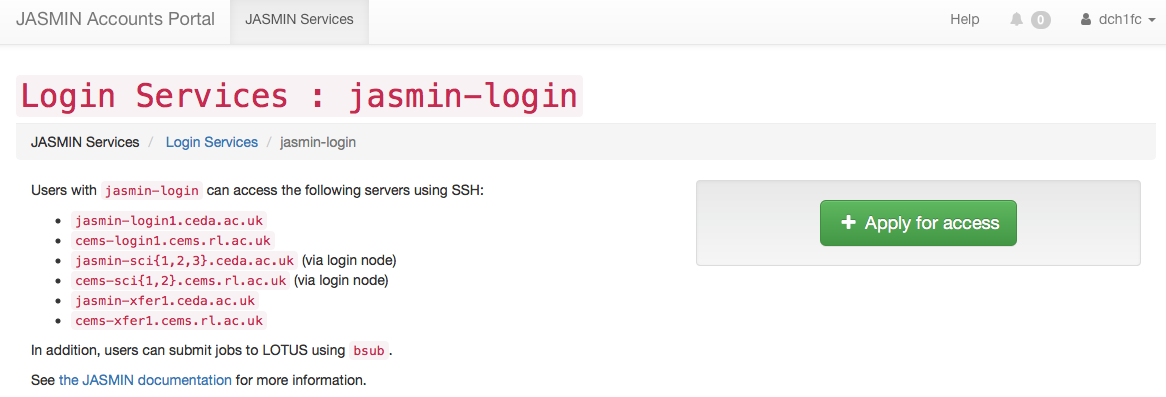 JASMIN Accounts Portal JASMIN Services Help 0 dch1fc
Login Services : jasmin-login
JASMIN Services / Login Services / jasmin-login
Users with jasmin-login can access the following servers using SSH:
+ Apply for access
• jasmin-login1.ceda.ac.uk
• cems-login1.cems.rl.ac.uk
• jasmin-sci{1,2,3}.ceda.ac.uk (via login node)
• cems-sci{1,2}.cems.rl.ac.uk (via login node)
• jasmin-xfer1.ceda.ac.uk
• cems-xfer1.cems.rl.ac.uk
In addition, users can submit jobs to LOTUS using bsub.
See the JASMIN documentation for more information.